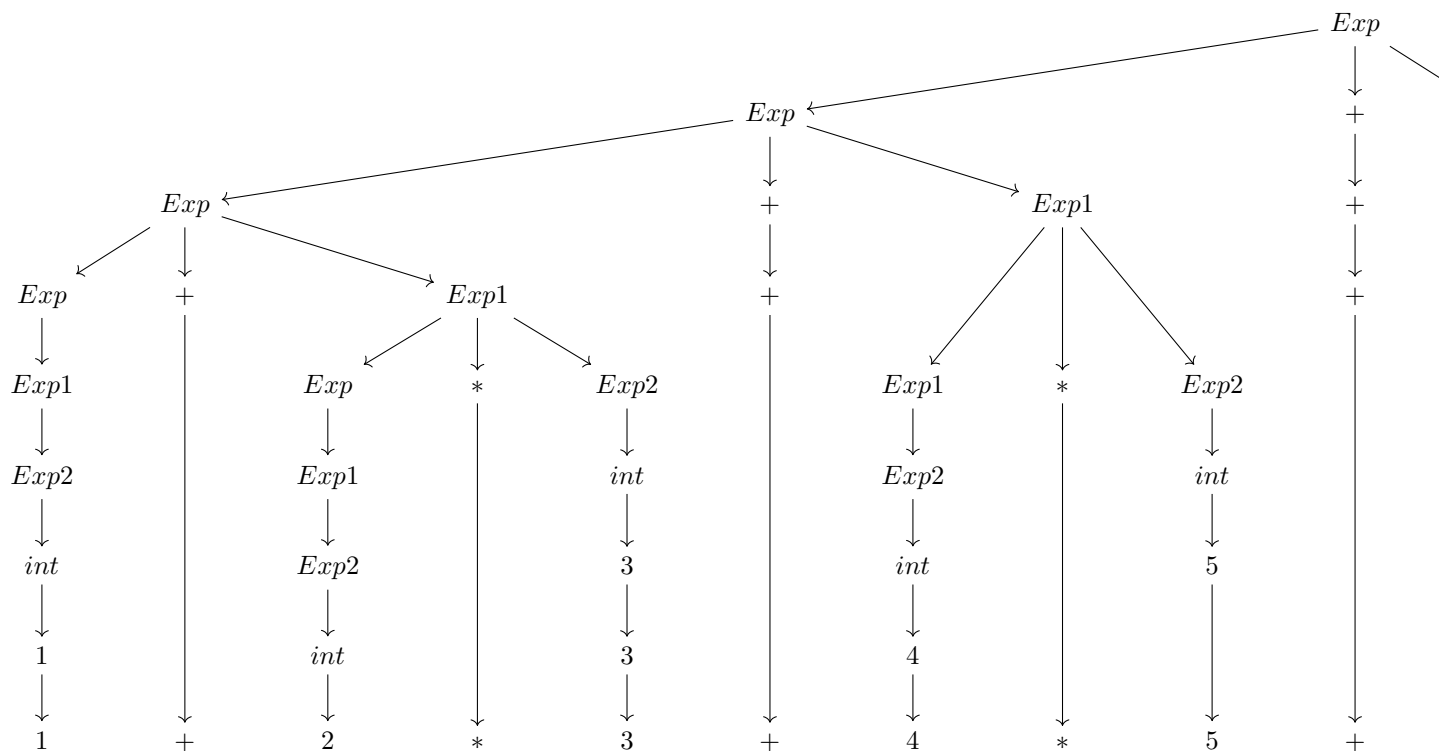 Exp
Exp +
Exp + Exp1 +
Exp + Exp1 + +
Exp1 Exp * Exp2 Exp1 * Exp2
Exp2 Exp1 int Exp2 int
int Exp2 3 int 5
1 int 3 4
1 + 2 * 3 + 4 * 5 +